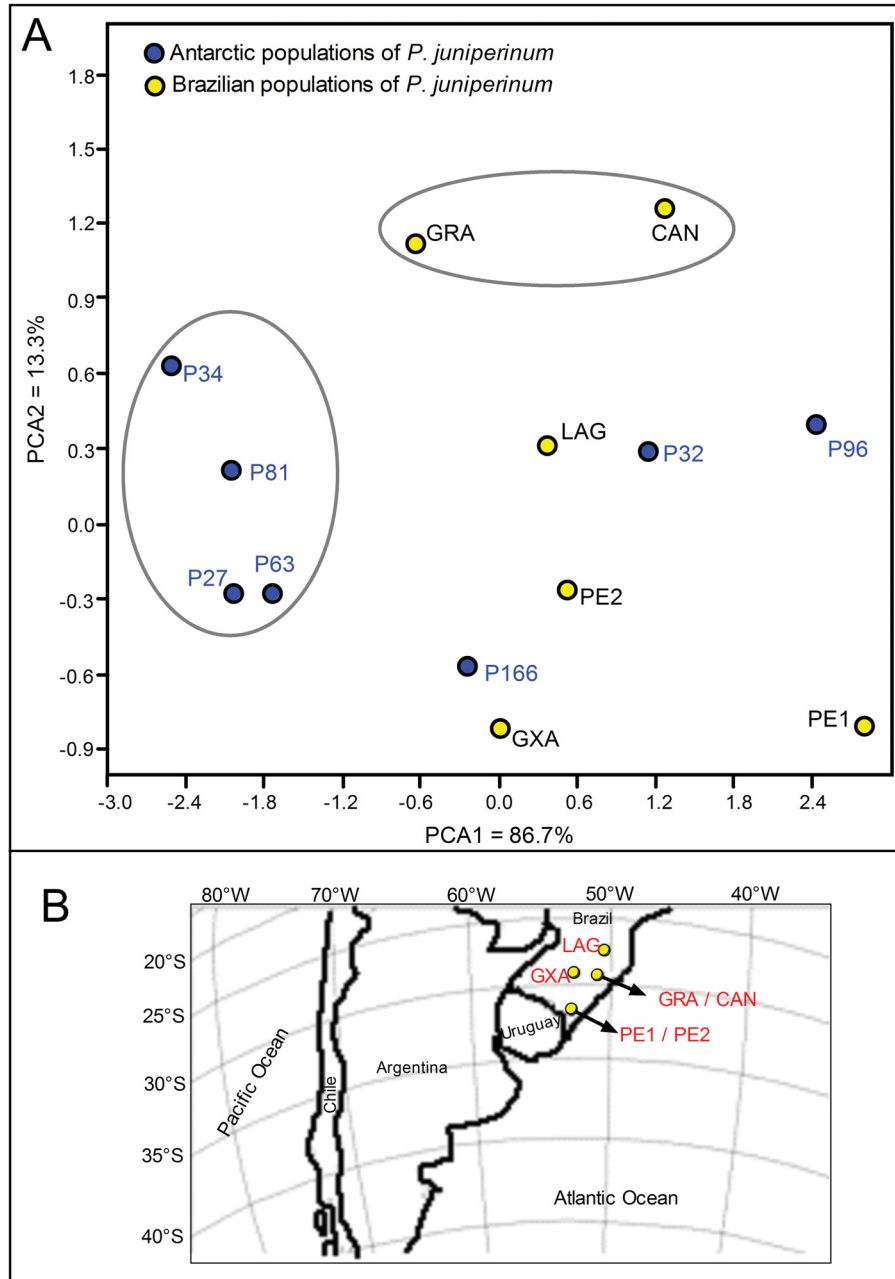 A
Antarctic populations of P. juniperinum
Brazilian populations of P. juniperinum
1.8
1.5
1.2
0.9
0.6
0.3
0.0
-0.3
-0.6
-0.9
PCA2 = 13.3%
GRA
CAN
P34
P81
P27
P63
LAG
P32
P96
PE2
P166
GXA
PE1
-3.0 -2.4 -1.8 -1.2 -0.6 0.0 0.6 1.2 1.8 2.4
PCA1 = 86.7%
B
80°W 70°W 60°W 50°W 40°W
20°S
25°S
30°S
35°S
40°S
Brazil
LAG
GXA
GRA / CAN
PE1 / PE2
Uruguay
Argentina
Chile
Pacific Ocean
Atlantic Ocean